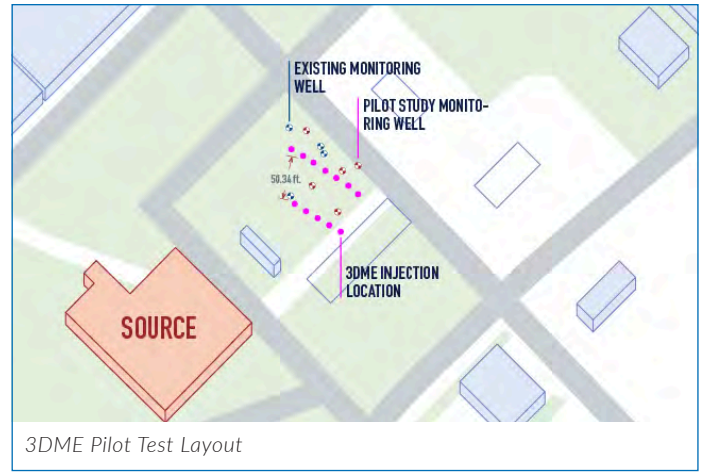 EXISTING MONITORING
WELL
PILOT STUDY MONITO-
RING WELL
50.34 ft.
3DME INJECTION
LOCATION
SOURCE
3DME Pilot Test Layout